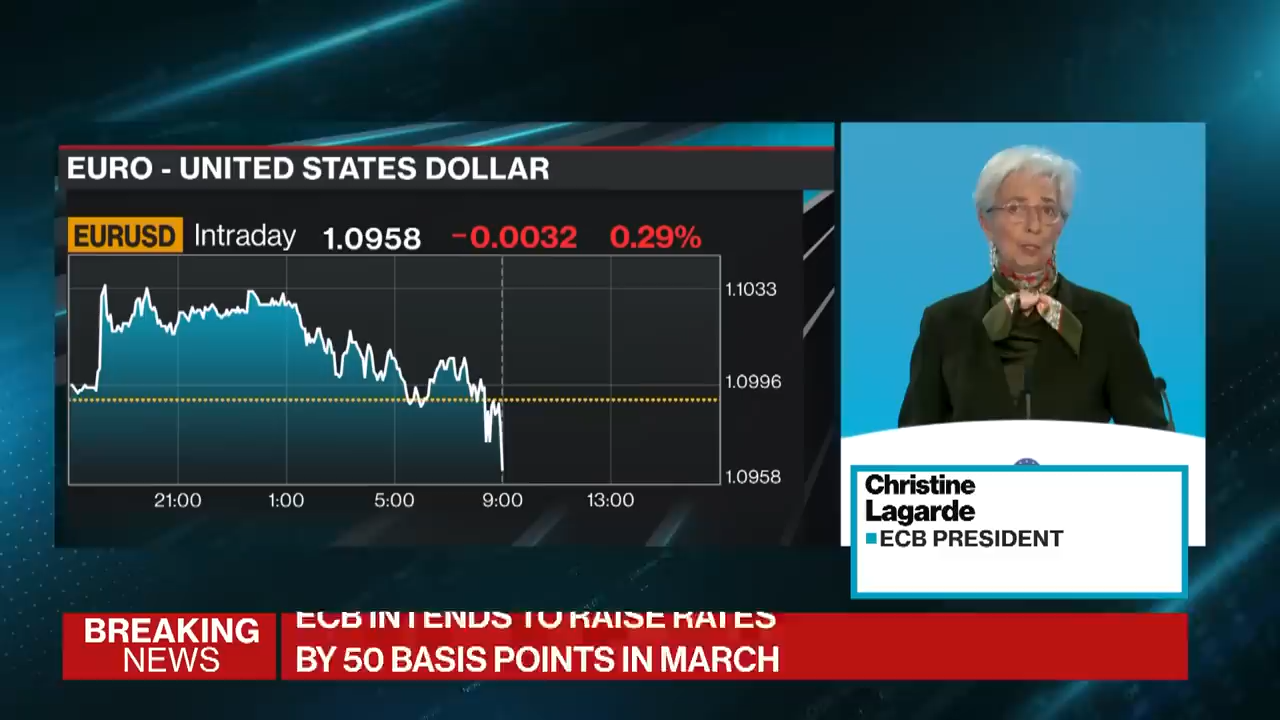 EURO - UNITED STATES DOLLAR
EURUSD Intraday 1.0958 -0.0032 0.29%
1.1033
1.0996
1.0958
21:00 1:00 5:00 9:00 13:00
Christine
Lagarde
ECB PRESIDENT
BREAKING
NEWS
ECB INTENDS TO RAISE RATES
BY 50 BASIS POINTS IN MARCH